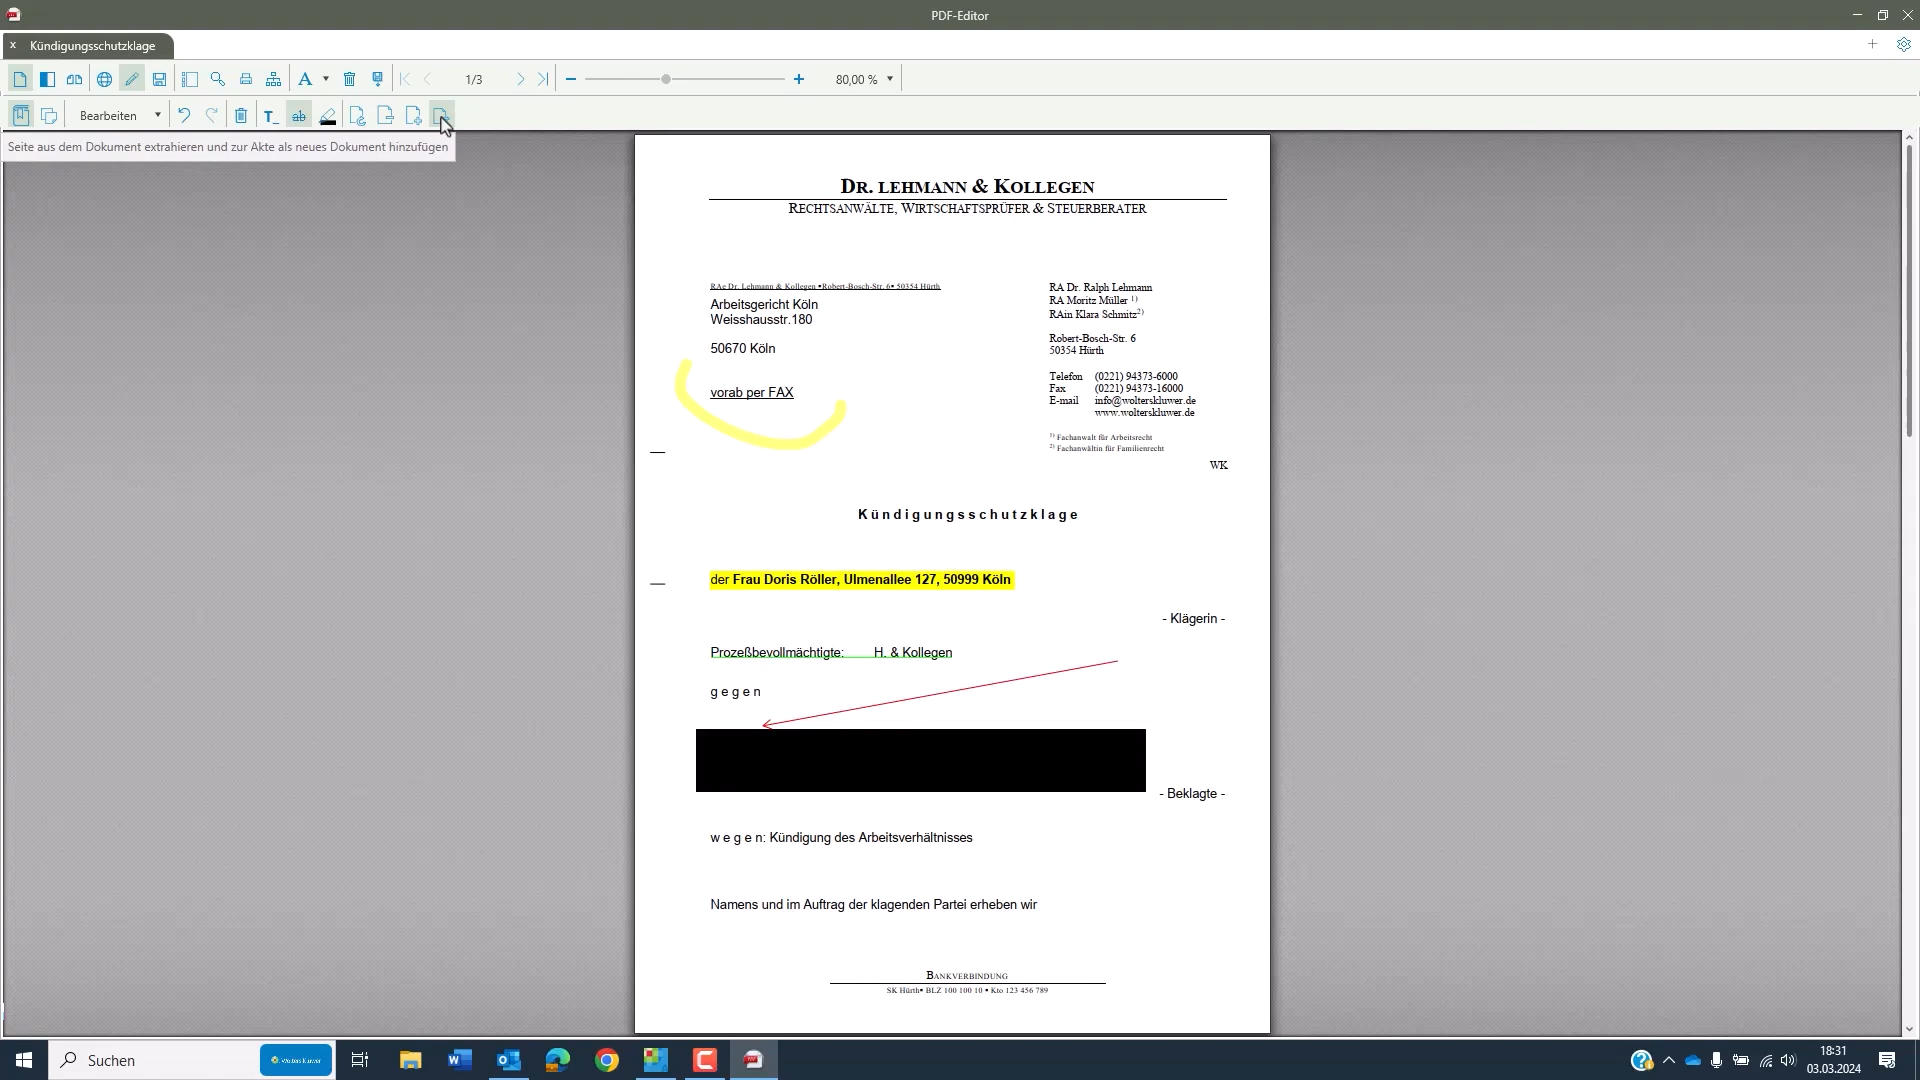 PDF-Editor
x Kündigungsschutzklage
1/3
80,00 %
Bearbeiten
Seite aus dem Dokument extrahieren und zur Akte als neues Dokument hinzufügen
DR. LEHMANN & KOLLEGEN
RECHTSANWÄLTE, WIRTSCHAFTSPRÜFER & STEUERBERATER
RAe Dr. Lehmann & Kollegen •Robert-Bosch-Str. 6• 50354 Hürth
Arbeitsgericht Köln
Weisshausstr.180
50670 Köln
vorab per FAX
RA Dr. Ralph Lehmann
RA Moritz Müller 1)
RAin Klara Schmitz2)
Robert-Bosch-Str. 6
50354 Hürth
Telefon (0221) 94373-6000
Fax (0221) 94373-16000
E-mail info@wolterskluwer.de
www.wolterskluwer.de
1) Fachanwalt für Arbeitsrecht
2) Fachanwältin für Familienrecht
WK
Kündigungsschutzklage
der Frau Doris Röller, Ulmenallee 127, 50999 Köln
- Klägerin -
Prozeßbevollmächtigte: H. & Kollegen
gegen
- Beklagte -
wegen: Kündigung des Arbeitsverhältnisses
Namens und im Auftrag der klagenden Partei erheben wir
BANKVERBINDUNG
SK Hürth• BLZ 100 100 10 • Kto 123 456 789
Suchen
Wolters Kluwer
18:31
03.03.2024